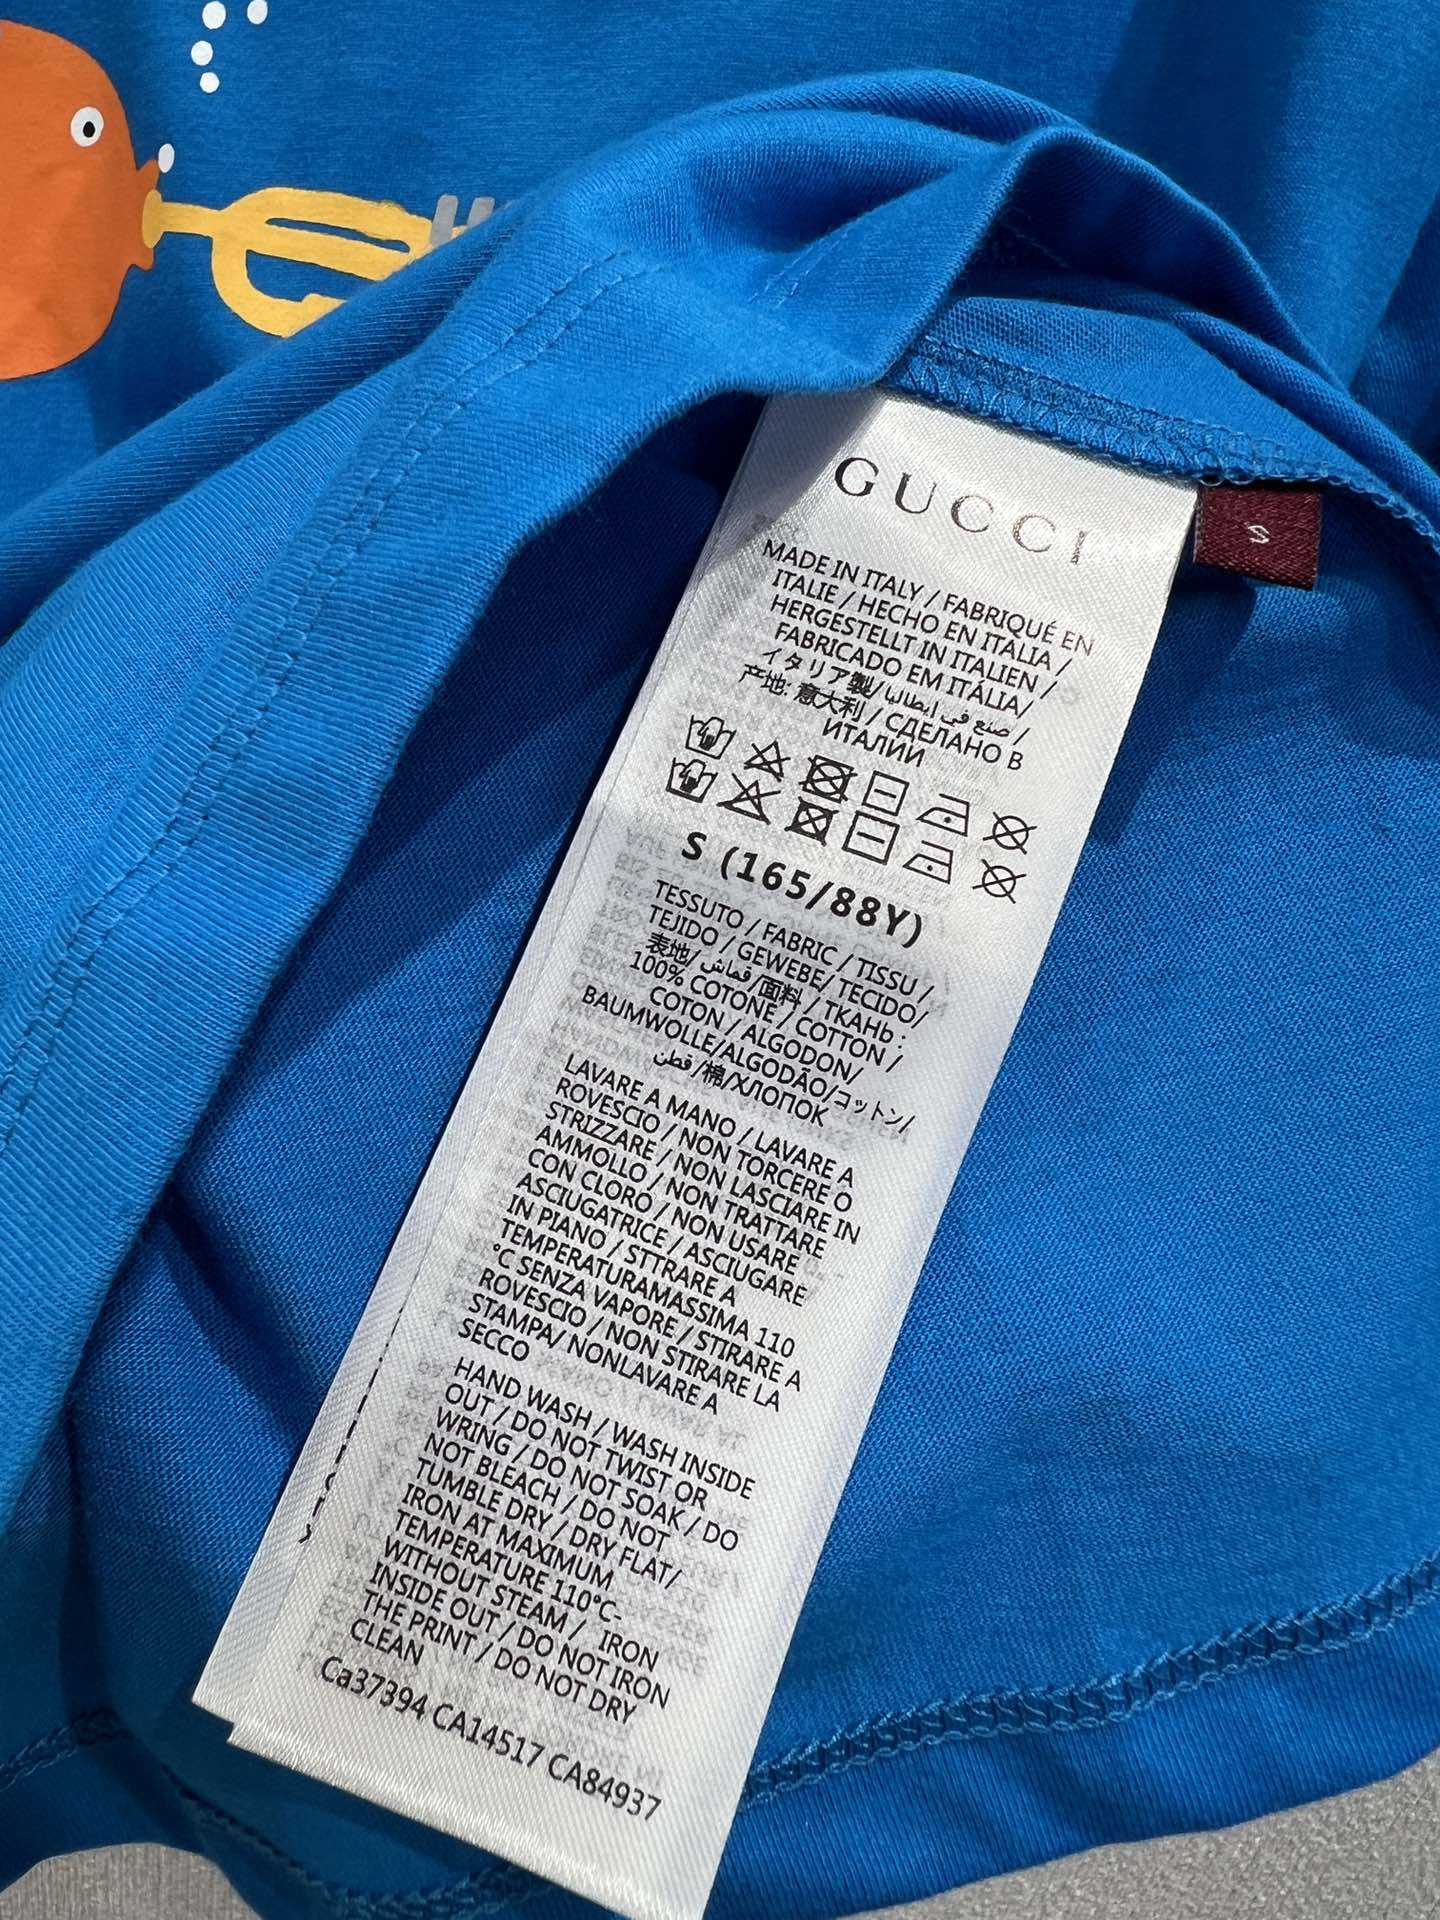 GUCCI
S
MADE IN ITALY / FABRIQUÉ EN
ITALIE / HECHO EN ITALIA /
HERGESTELLT IN ITALIEN /
FABRICADO EM ITÁLIA/
イタリア製/صنع في إيطاليا/
产地: 意大利 / СДЕЛАНО В
ИТАЛИИ
S (165/88Y)
TESSUTO / FABRIC / TISSU /
TEJIDO / GEWEBE/ TECIDO/
表地/قماش/面料 / ТКАНЬ :
100% COTONE / COTTON /
COTON / ALGODON/
BAUMWOLLE/ALGODÃO/コットン/
قطن/棉/ХЛОПОК
LAVARE A MANO / LAVARE A
ROVESCIO / NON TORCERE O
STRIZZARE / NON LASCIARE IN
AMMOLLO / NON TRATTARE
CON CLORO / NON USARE
ASCIUGATRICE / ASCIUGARE
IN PIANO / STTRARE A
TEMPERATURAMASSIMA 110
°C SENZA VAPORE / STIRARE A
ROVESCIO / NON STIRARE LA
STAMPA/ NONLAVARE A
SECCO
HAND WASH / WASH INSIDE
OUT / DO NOT TWIST OR
WRING / DO NOT SOAK / DO
NOT BLEACH / DO NOT
TUMBLE DRY / DRY FLAT/
IRON AT MAXIMUM
TEMPERATURE 110°C-
WITHOUT STEAM / IRON
INSIDE OUT / DO NOT IRON
THE PRINT / DO NOT DRY
CLEAN
Ca37394 CA14517 CA84937